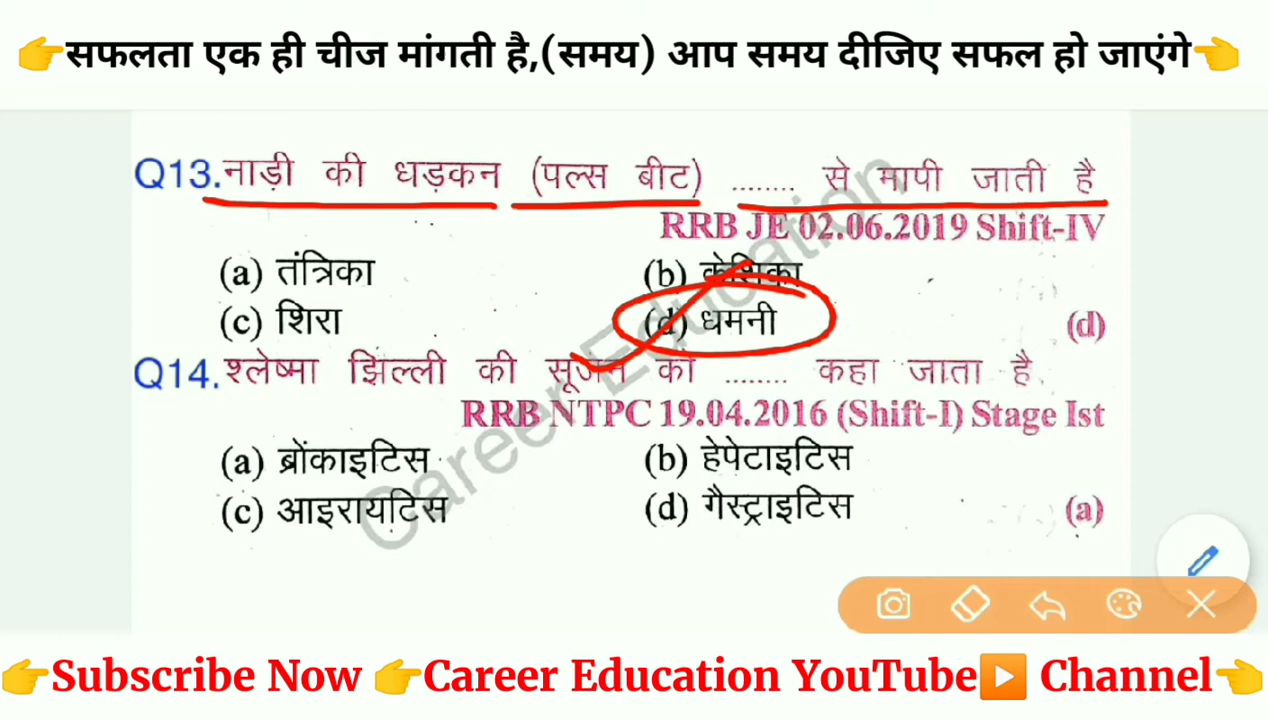 👉सफलता एक ही चीज मांगती है,(समय) आप समय दीजिए सफल हो जाएंगे👈
Q13.नाड़ी की धड़कन (पल्स बीट) ........ से मापी जाती है
RRB JE 02.06.2019 Shift-IV
(a) तंत्रिका (b) केशिका
(c) शिरा (d) धमनी (d)
Q14.श्लेष्मा झिल्ली की सूजन को ........ कहा जाता है
RRB NTPC 19.04.2016 (Shift-I) Stage Ist
(a) ब्रोंकाइटिस (b) हेपेटाइटिस
(c) आइरायटिस (d) गैस्ट्राइटिस (a)
Career Education
👉Subscribe Now 👉Career Education YouTube▶️ Channel👈